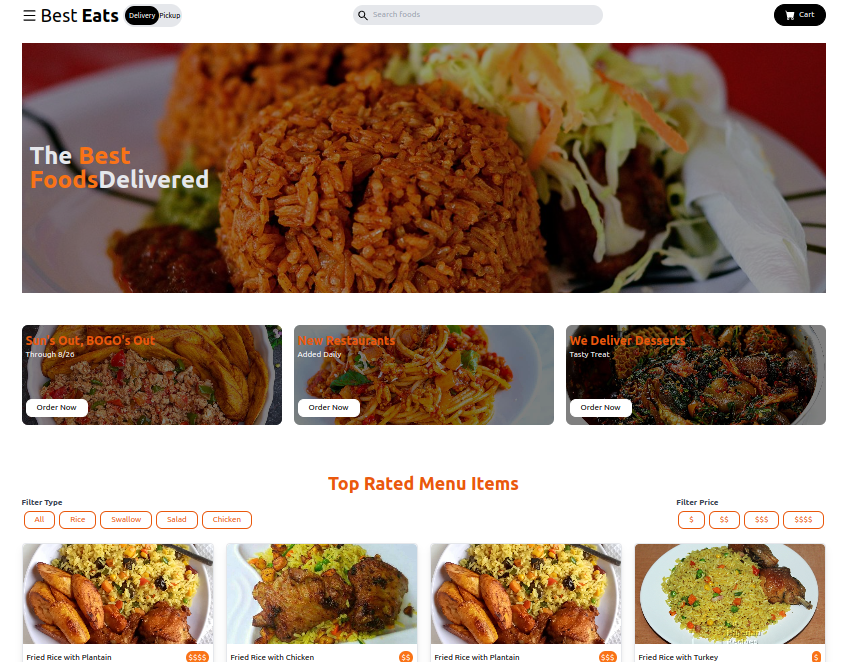 Best Eats
Delivery Pickup
Search foods
Cart
The Best
FoodsDelivered
Sun's Out, BOGO's Out
Through 8/26
Order Now
New Restaurants
Added Daily
Order Now
We Deliver Desserts
Tasty Treat
Order Now
Top Rated Menu Items
Filter Type
All Rice Swallow Salad Chicken
Filter Price
$ $$ $$$ $$$$
Fried Rice with Plantain $$$$
Fried Rice with Chicken $$
Fried Rice with Plantain $$$
Fried Rice with Turkey $